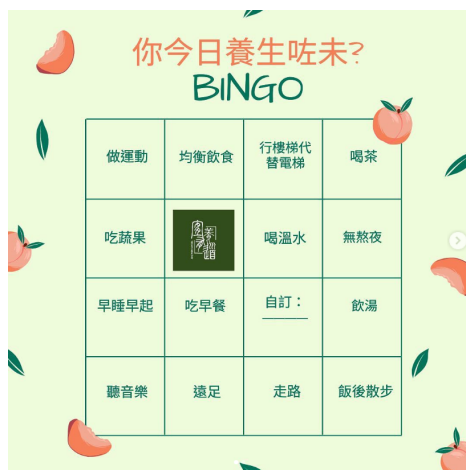 你今日養生咗未?
BINGO
做運動
均衡飲食
行樓梯代
替電梯
喝茶
吃蔬果
喝溫水
無熬夜
早睡早起
吃早餐
自訂：
飲湯
聽音樂
遠足
走路
飯後散步